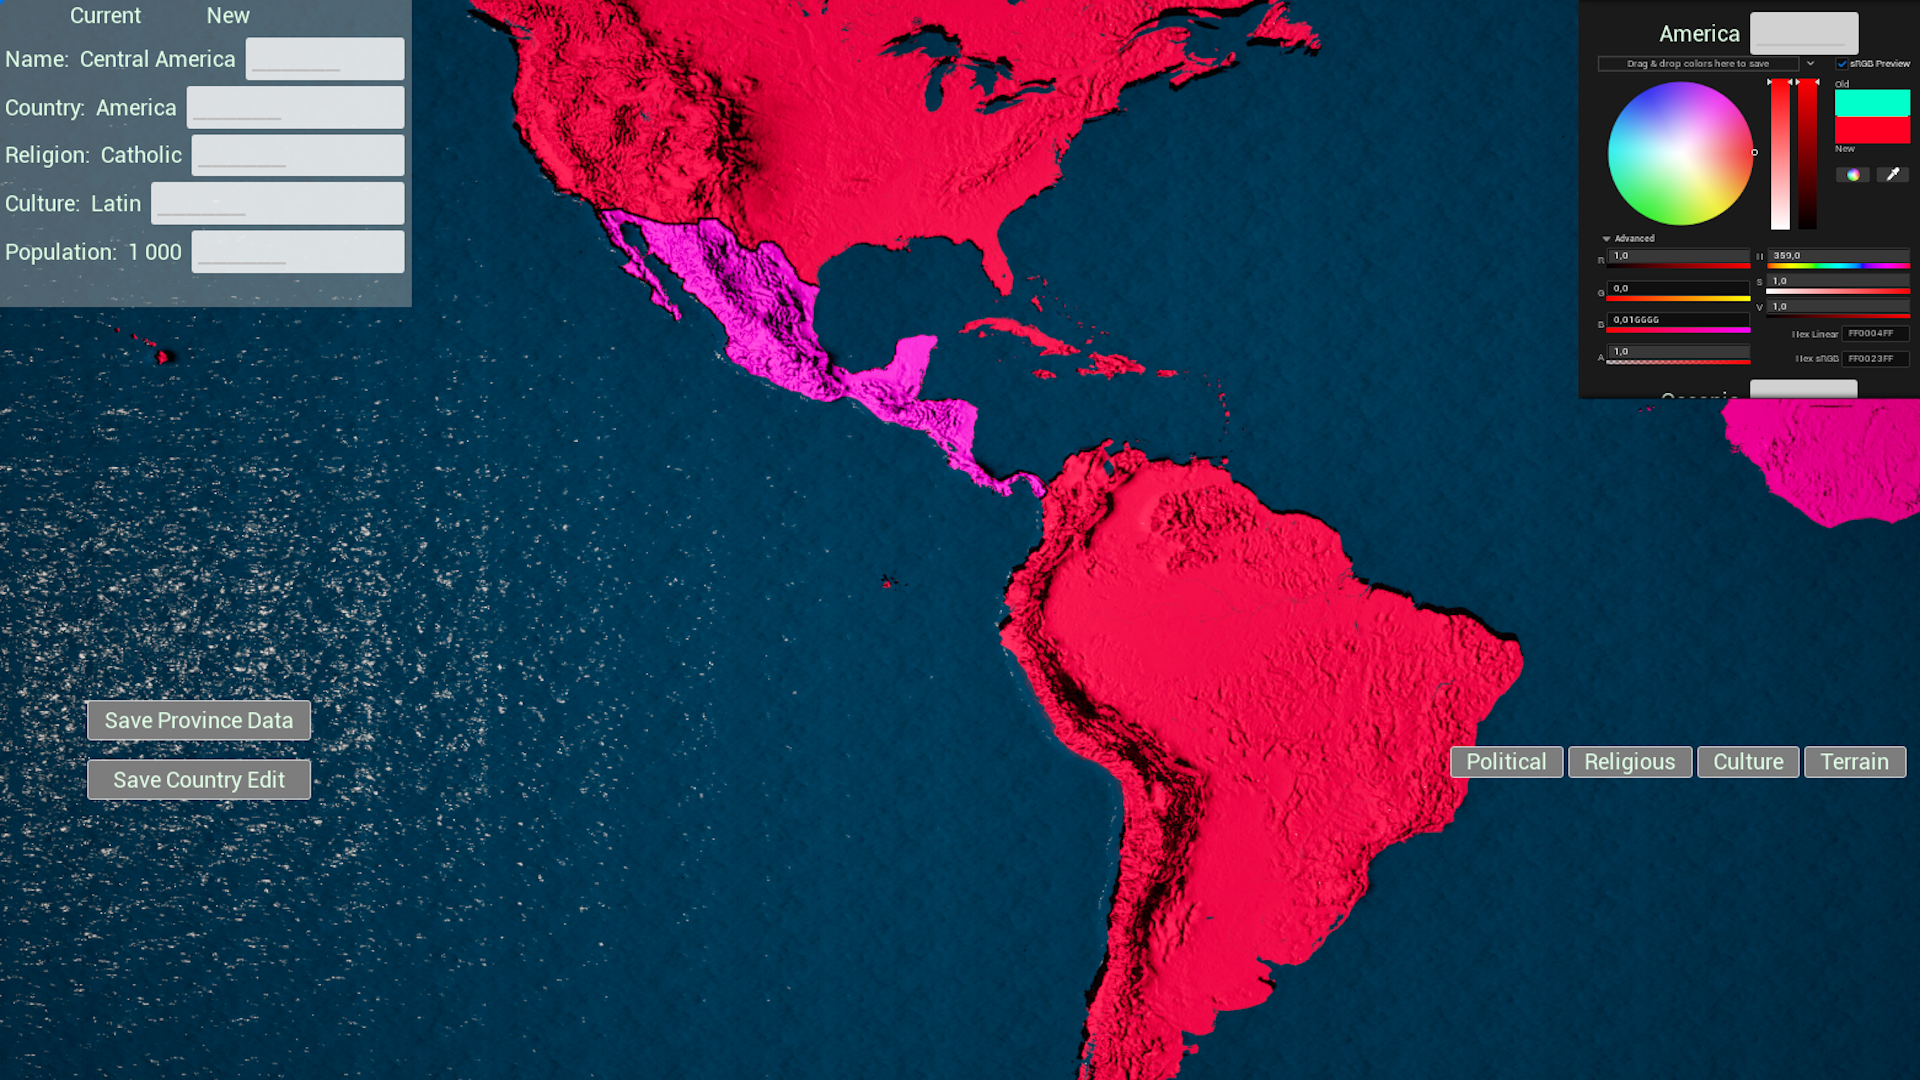 Current New
Name: Central America
Country: America
Religion: Catholic
Culture: Latin
Population: 1 000
Save Province Data
Save Country Edit
America
Drag & drop colors here to save
sRGB Preview
Old
New
Advanced
R 1,0
H 359,0
G 0,0
S 1,0
B 0,016666
V 1,0
A 1,0
Hex Linear FF0004FF
Hex sRGB FF0023FF
Political Religious Culture Terrain